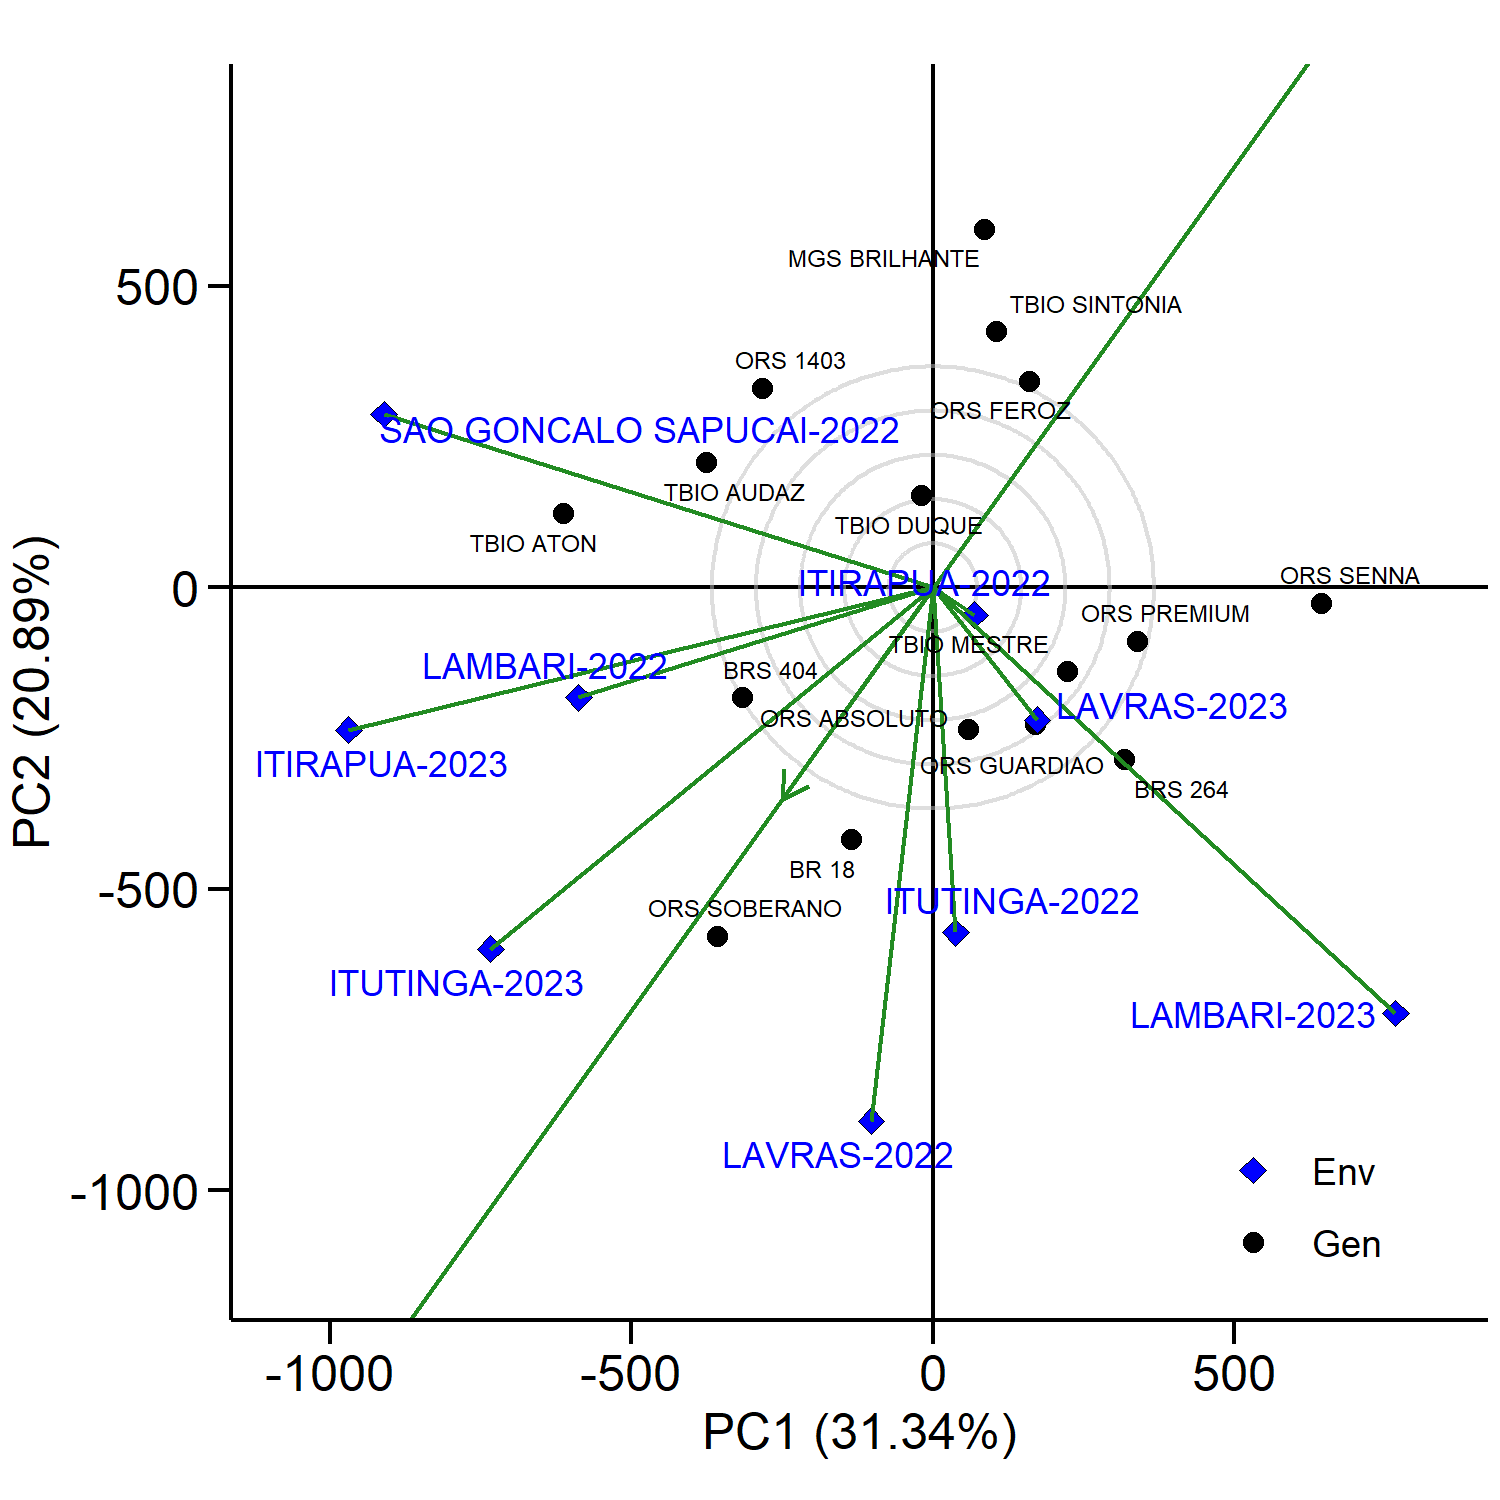 MGS BRILHANTE
TBIO SINTONIA
500
ORS 1403
ORS FEROZ
SAO GONCALO SAPUCAI-2022
TBIO AUDAZ
TBIO DUQUE
TBIO ATON
0
ITIRAPUA-2022
ORS SENNA
ORS PREMIUM
TBIO MESTRE
LAMBARI-2022
BRS 404
LAVRAS-2023
ORS ABSOLUTO
ITIRAPUA-2023
ORS GUARDIAO
BRS 264
BR 18
-500
ORS SOBERANO
ITUTINGA-2022
ITUTINGA-2023
LAMBARI-2023
LAVRAS-2022
-1000
Env
Gen
PC2 (20.89%)
-1000
-500
0
500
PC1 (31.34%)